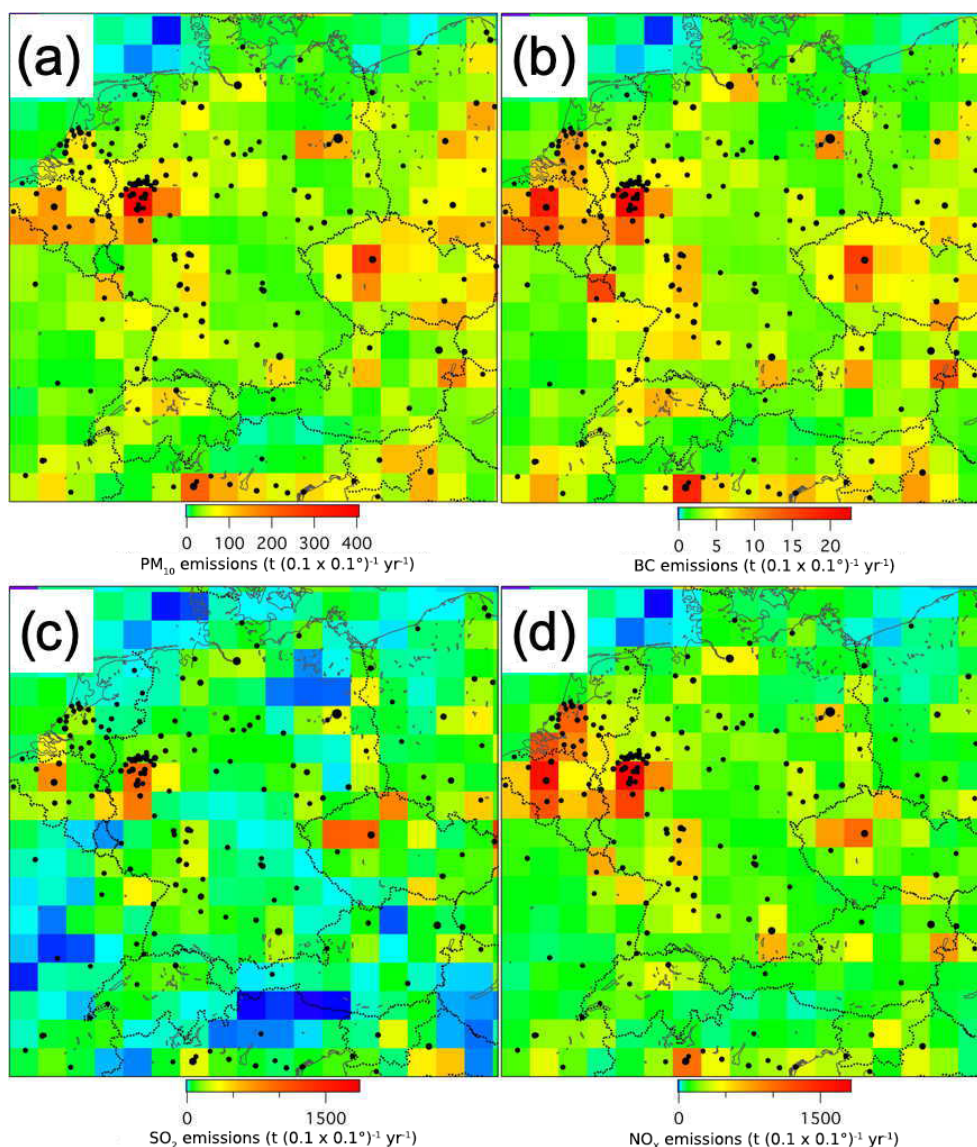 (a)
(b)
0 100 200 300 400
PM₁₀ emissions (t (0.1 x 0.1°)⁻¹ yr⁻¹)
0 5 10 15 20
BC emissions (t (0.1 x 0.1°)⁻¹ yr⁻¹)
(c)
(d)
0 1500
SO₂ emissions (t (0.1 x 0.1°)⁻¹ yr⁻¹)
0 1500
NOₓ emissions (t (0.1 x 0.1°)⁻¹ yr⁻¹)